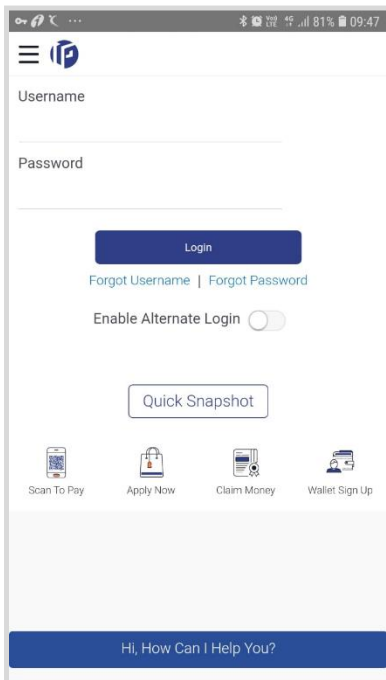 81% 09:47
Username
Password
Login
Forgot Username | Forgot Password
Enable Alternate Login
Quick Snapshot
Scan To Pay
Apply Now
Claim Money
Wallet Sign Up
Hi, How Can I Help You?